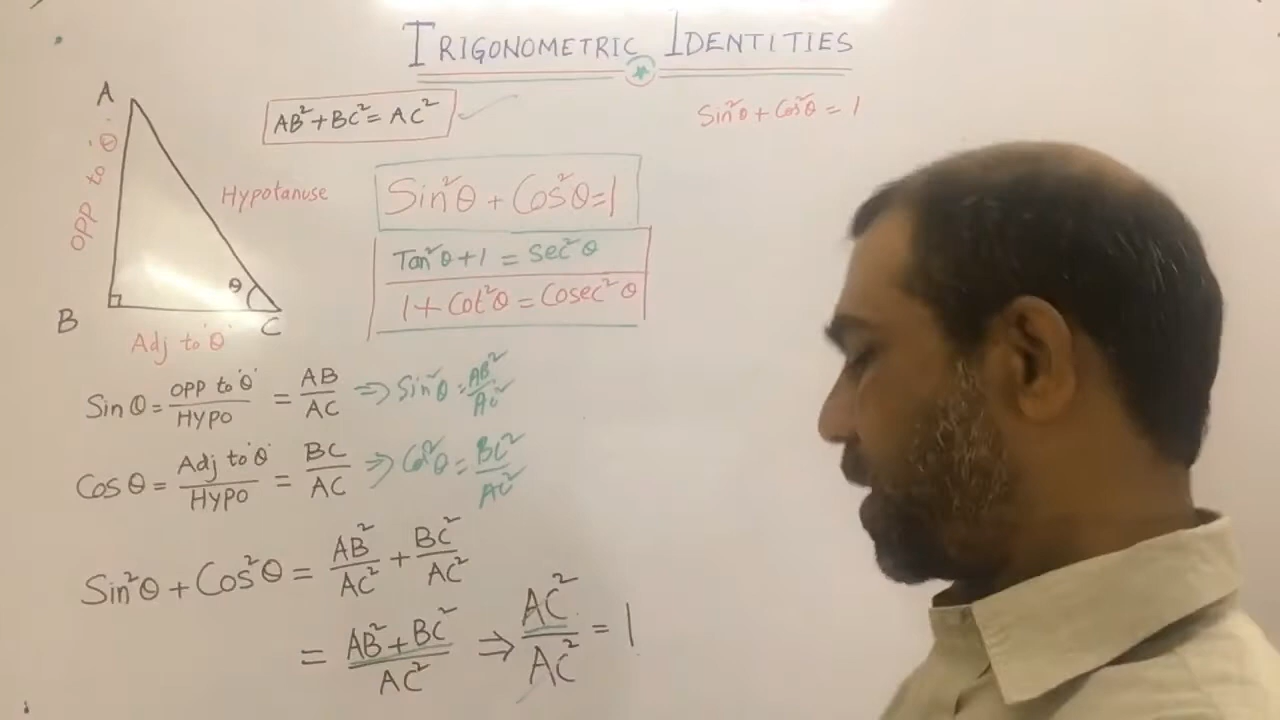 TRIGONOMETRIC IDENTITIES
A
AB² + BC² = AC²
Sin²θ + Cos²θ = 1
OPP to 'θ'
Hypotanuse
Sin²θ + Cos²θ = 1
Tan²θ + 1 = Sec²θ
1 + Cot²θ = Cosec²θ
θ
B
C
Adj to 'θ'
Sin θ = OPP to 'θ' / HYPO = AB / AC ⇒ Sin²θ = AB² / AC²
Cos θ = Adj to 'θ' / HYPO = BC / AC ⇒ Cos²θ = BC² / AC²
Sin²θ + Cos²θ = AB² / AC² + BC² / AC²
= AB² + BC² / AC² ⇒ AC² / AC² = 1